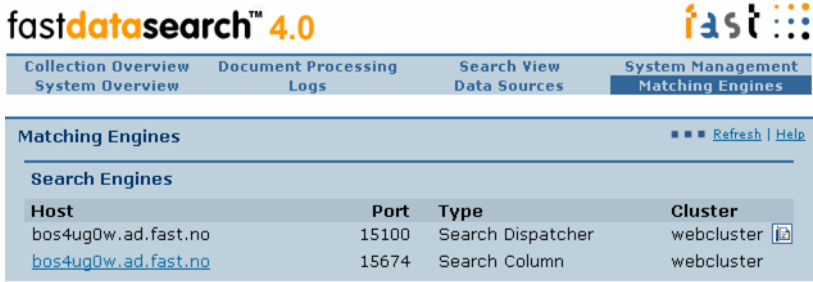 fastdatasearch™ 4.0 fast
Collection Overview Document Processing Search View System Management
System Overview Logs Data Sources Matching Engines
Matching Engines Refresh | Help
Search Engines
Host Port Type Cluster
bos4ug0w.ad.fast.no 15100 Search Dispatcher webcluster
bos4ug0w.ad.fast.no 15674 Search Column webcluster